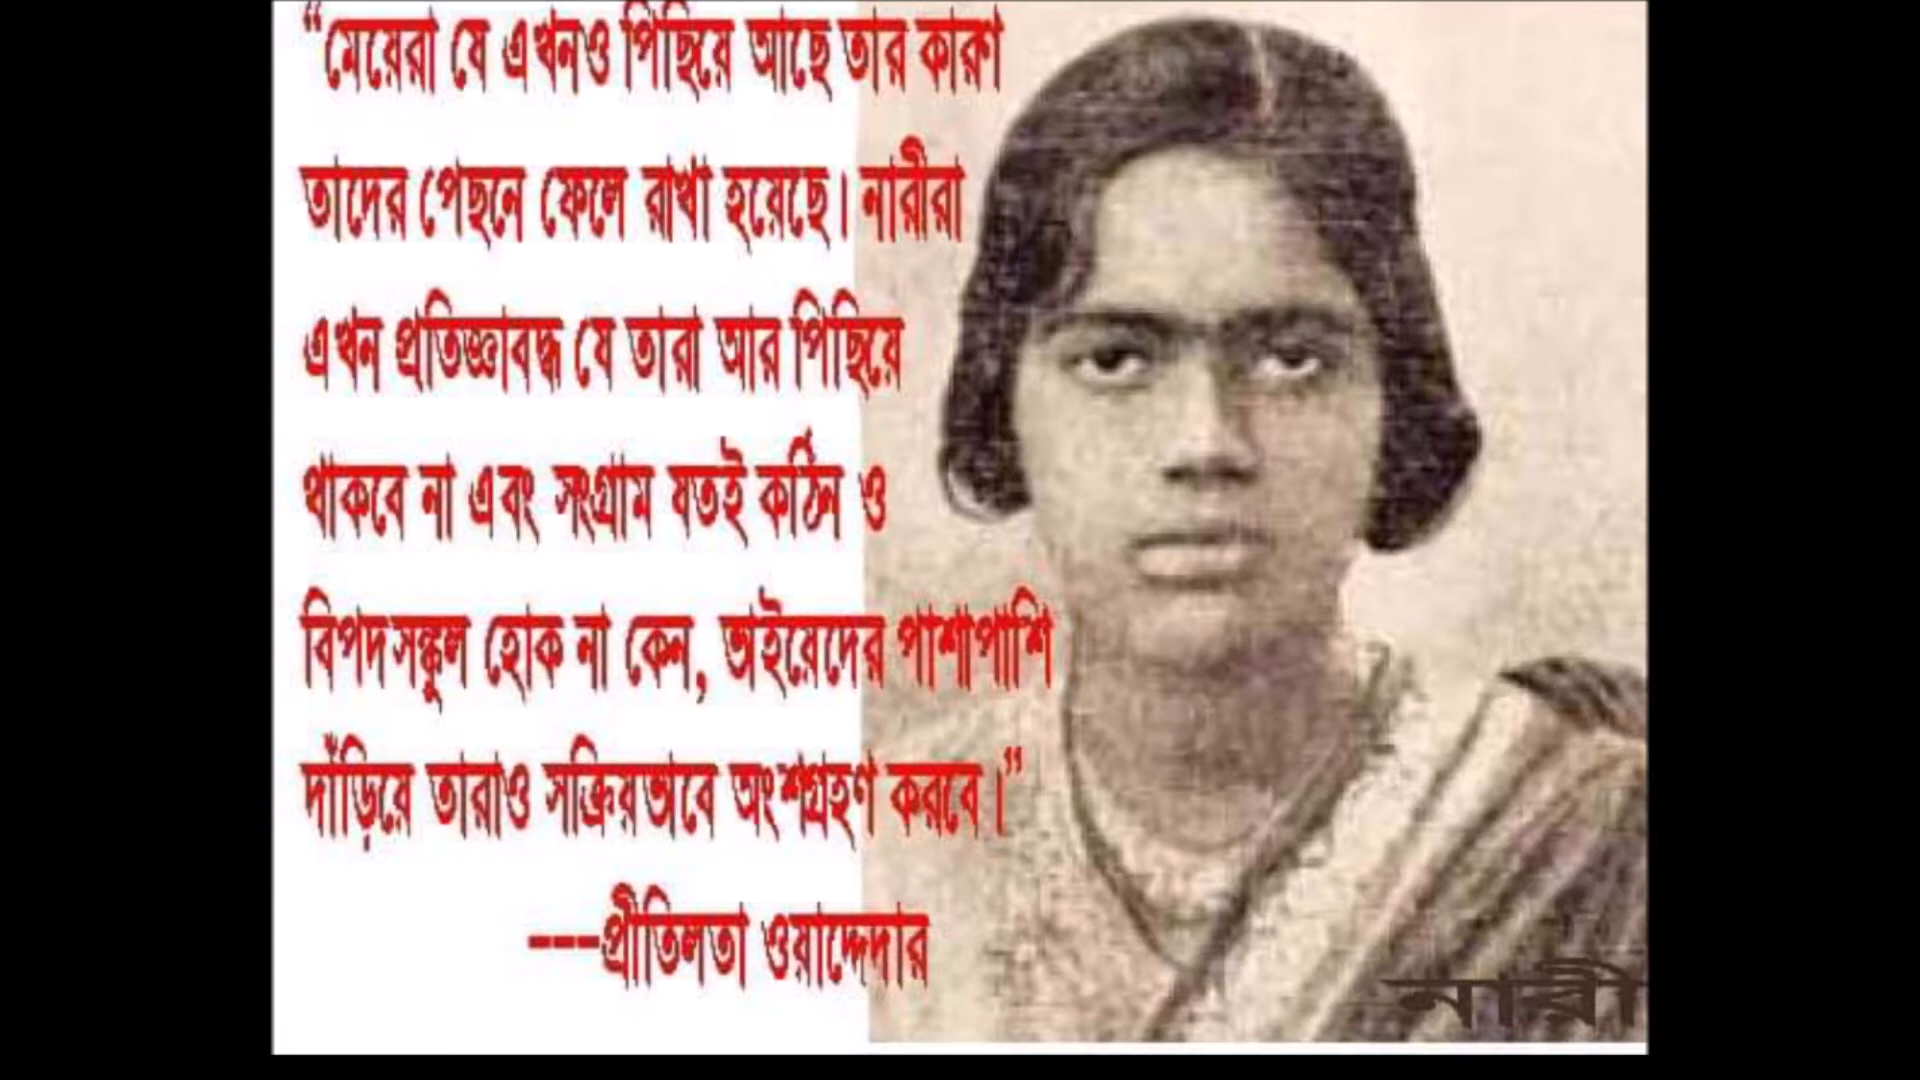 “মেয়েরা যে এখনও পিছিয়ে আছে তার কারণ
তাদের পেছনে ফেলে রাখা হয়েছে। নারীরা
এখন প্রতিজ্ঞাবদ্ধ যে তারা আর পিছিয়ে
থাকবে না এবং সংগ্রাম যতই কঠিন ও
বিপদসঙ্কুল হোক না কেন, ভাইয়েদের পাশাপাশি
দাঁড়িয়ে তারাও সক্রিয়ভাবে অংশগ্রহণ করবে।”
---প্রীতিলতা ওয়াদ্দেদার
নারী